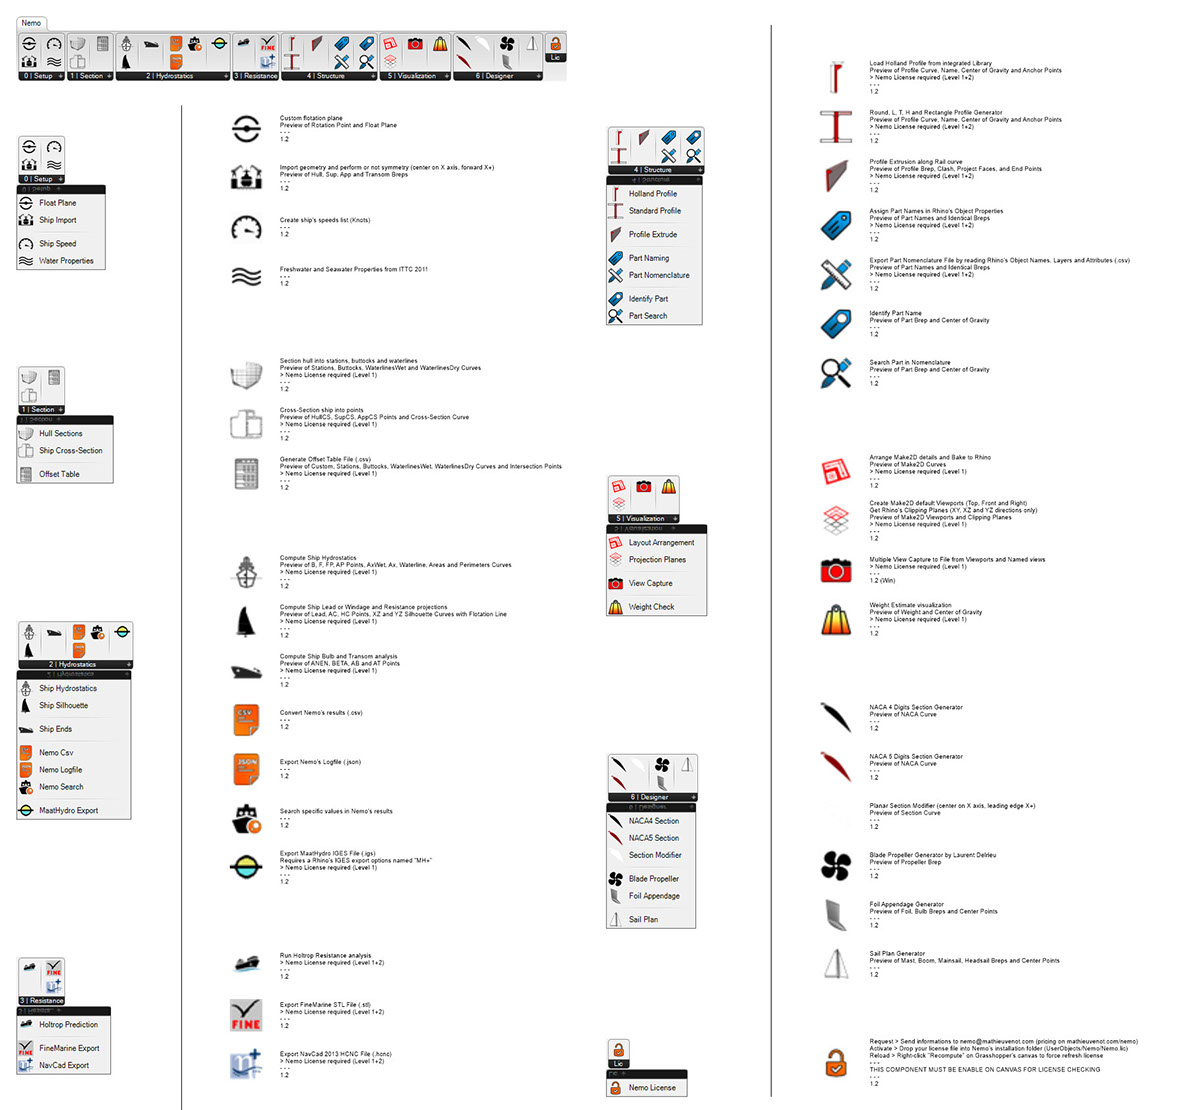 Nemo
0 | Setup
1 | Section
2 | Hydrostatics
3 | Resistance
4 | Structure
5 | Visualization
6 | Designer
Lic
0 | Setup
Float Plane
Ship Import
Ship Speed
Water Properties
Custom flotation plane
Preview of Rotation Point and Float Plane
- - -
1.2
Import geometry and perform or not symmetry (center on X axis, forward X+)
Preview of Hull, Sup, App and Transom Breps
- - -
1.2
Create ship's speeds list (Knots)
- - -
1.2
Freshwater and Seawater Properties from ITTC 2011
- - -
1.2
1 | Section
Hull Sections
Ship Cross-Section
Offset Table
Section hull into stations, buttocks and waterlines
Preview of Stations, Buttocks, WaterlinesWet and WaterlinesDry Curves
> Nemo License required (Level 1)
- - -
1.2
Cross-Section ship into points
Preview of HullCS, SupCS, AppCS Points and Cross-Section Curve
> Nemo License required (Level 1)
- - -
1.2
Generate Offset Table File (.csv)
Preview of Custom, Stations, Buttocks, WaterlinesWet, WaterlinesDry Curves and Intersection Points
> Nemo License required (Level 1)
- - -
1.2
2 | Hydrostatics
Ship Hydrostatics
Ship Silhouette
Ship Ends
Nemo Csv
Nemo Logfile
Nemo Search
MaatHydro Export
Compute Ship Hydrostatics
Preview of B, F, FP, AP Points, AxWet, Ax, Waterline, Areas and Perimeters Curves
> Nemo License required (Level 1)
- - -
1.2
Compute Ship Lead or Windage and Resistance projections
Preview of Lead, AC, HC Points, XZ and YZ Silhouette Curves with Flotation Line
> Nemo License required (Level 1)
- - -
1.2
Compute Ship Bulb and Transom analysis
Preview of ANEN, BETA, AB and AT Points
> Nemo License required (Level 1)
- - -
1.2
CSV
Convert Nemo's results (.csv)
- - -
1.2
JSON
Export Nemo's Logfile (.json)
- - -
1.2
Search specific values in Nemo's results
- - -
1.2
Export MaatHydro IGES File (.igs)
Requires a Rhino's IGES export options named "MH+"
> Nemo License required (Level 1)
- - -
1.2
3 | Resistance
Holtrop Prediction
FineMarine Export
NavCad Export
Run Holtrop Resistance analysis
> Nemo License required (Level 1+2)
- - -
1.2
FINE
Export FineMarine STL File (.stl)
> Nemo License required (Level 1+2)
- - -
1.2
Export NavCad 2013 HCNC File (.hcnc)
> Nemo License required (Level 1+2)
- - -
1.2
4 | Structure
Holland Profile
Standard Profile
Profile Extrude
Part Naming
Part Nomenclature
Identify Part
Part Search
Load Holland Profile from integrated Library
Preview of Profile Curve, Name, Center of Gravity and Anchor Points
> Nemo License required (Level 1+2)
- - -
1.2
Round, L, T, H and Rectangle Profile Generator
Preview of Profile Curve, Name, Center of Gravity and Anchor Points
> Nemo License required (Level 1+2)
- - -
1.2
Profile Extrusion along Rail curve
Preview of Profile Brep, Clash, Project Faces, and End Points
> Nemo License required (Level 1+2)
- - -
1.2
Assign Part Names in Rhino's Object Properties
Preview of Part Names and Identical Breps
> Nemo License required (Level 1+2)
- - -
1.2
Export Part Nomenclature File by reading Rhino's Object Names, Layers and Attributes (.csv)
Preview of Part Names and Identical Breps
> Nemo License required (Level 1+2)
- - -
1.2
Identify Part Name
Preview of Part Brep and Center of Gravity
- - -
1.2
Search Part in Nomenclature
Preview of Part Brep and Center of Gravity
- - -
1.2
5 | Visualization
Layout Arrangement
Projection Planes
View Capture
Weight Check
Arrange Make2D details and Bake to Rhino
Preview of Make2D Curves
> Nemo License required (Level 1)
- - -
1.2
Create Make2D default Viewports (Top, Front and Right)
Get Rhino's Clipping Planes (XY, XZ and YZ directions only)
Preview of Make2D Viewports and Clipping Planes
> Nemo License required (Level 1)
- - -
1.2
Multiple View Capture to File from Viewports and Named views
> Nemo License required (Level 1)
- - -
1.2 (Win)
Weight Estimate visualization
Preview of Weight and Center of Gravity
> Nemo License required (Level 1)
- - -
1.2
6 | Designer
NACA4 Section
NACA5 Section
Section Modifier
Blade Propeller
Foil Appendage
Sail Plan
NACA 4 Digits Section Generator
Preview of NACA Curve
- - -
1.2
NACA 5 Digits Section Generator
Preview of NACA Curve
- - -
1.2
Planar Section Modifier (center on X axis, leading edge X+)
Preview of Section Curve
- - -
1.2
Blade Propeller Generator by Laurent Delrieu
Preview of Propeller Brep
- - -
1.2
Foil Appendage Generator
Preview of Foil, Bulb Breps and Center Points
- - -
1.2
Sail Plan Generator
Preview of Mast, Boom, Mainsail, Headsail Breps and Center Points
- - -
1.2
Lic
Nemo License
Request > Send informations to nemo@mathieuvenot.com (pricing on mathieuvenot.com/nemo)
Activate > Drop your license file into Nemo's installation folder (UserObjects/Nemo/Nemo.lic)
Reload > Right-click "Recompute" on Grasshopper's canvas to force refresh license
- - -
THIS COMPONENT MUST BE ENABLE ON CANVAS FOR LICENSE CHECKING
- - -
1.2